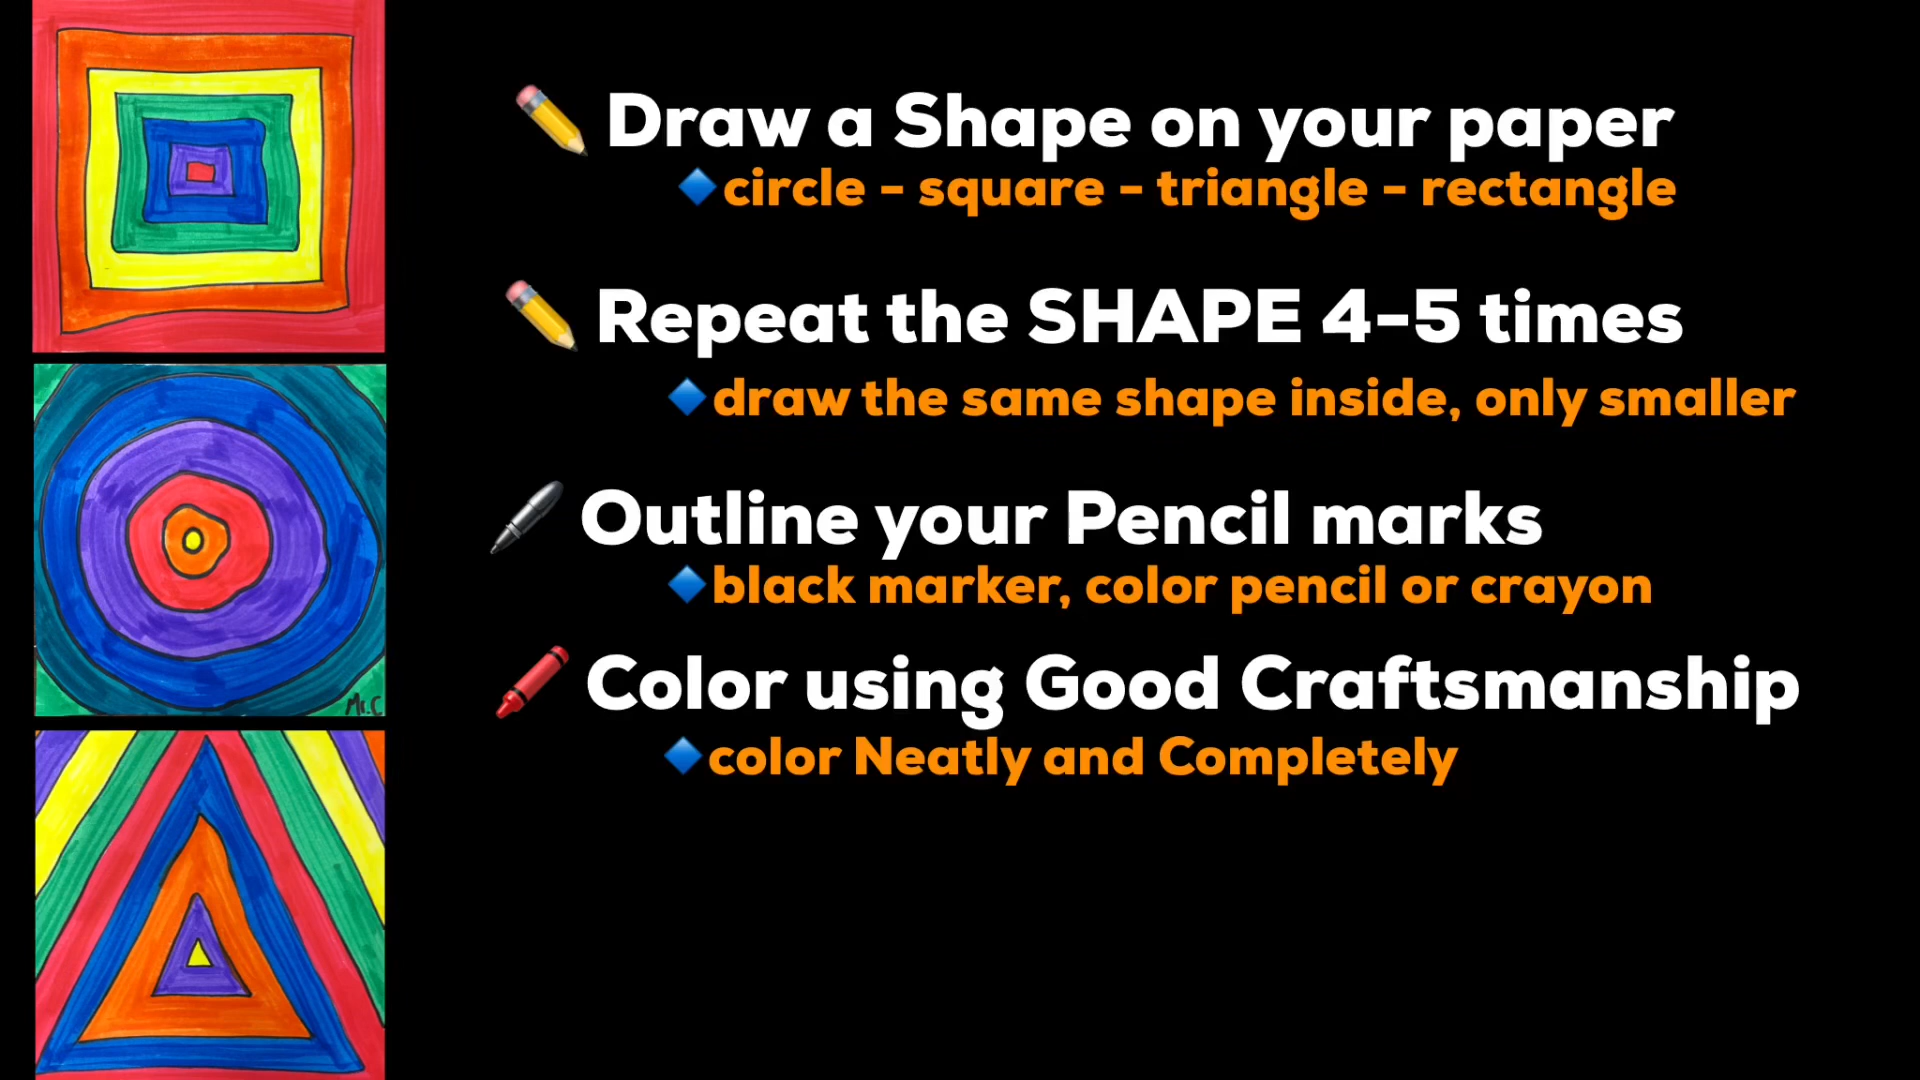 Draw a Shape on your paper
circle - square - triangle - rectangle
Repeat the SHAPE 4-5 times
draw the same shape inside, only smaller
Outline your Pencil marks
black marker, color pencil or crayon
Color using Good Craftsmanship
color Neatly and Completely
Mr. C